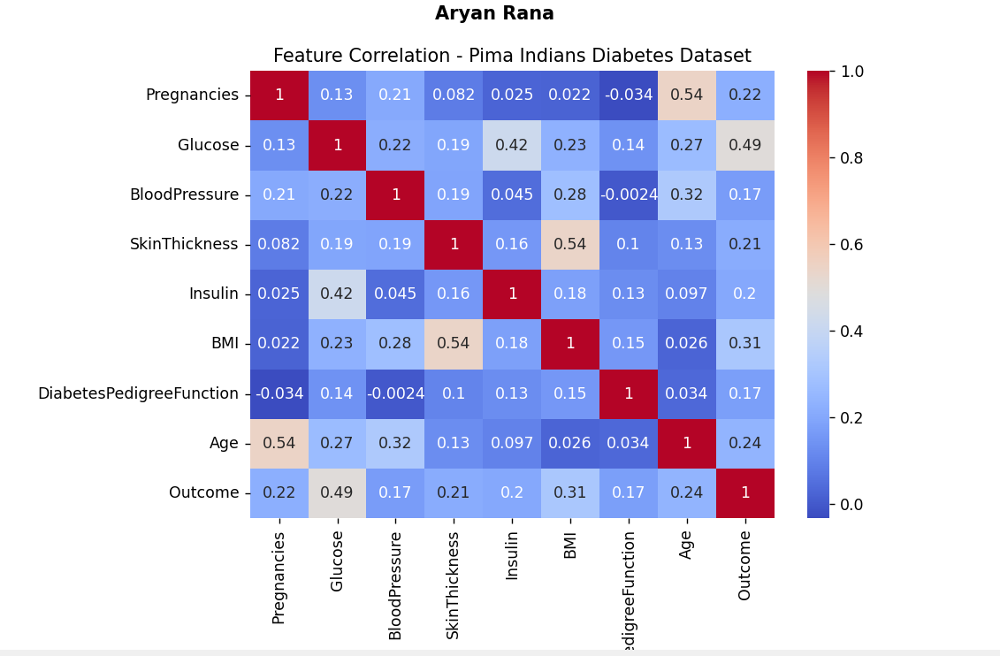 Aryan Rana
Feature Correlation - Pima Indians Diabetes Dataset
Pregnancies 1 0.13 0.21 0.082 0.025 0.022 -0.034 0.54 0.22
Glucose 0.13 1 0.22 0.19 0.42 0.23 0.14 0.27 0.49
BloodPressure 0.21 0.22 1 0.19 0.045 0.28 -0.0024 0.32 0.17
SkinThickness 0.082 0.19 0.19 1 0.16 0.54 0.1 0.13 0.21
Insulin 0.025 0.42 0.045 0.16 1 0.18 0.13 0.097 0.2
BMI 0.022 0.23 0.28 0.54 0.18 1 0.15 0.026 0.31
DiabetesPedigreeFunction -0.034 0.14 -0.0024 0.1 0.13 0.15 1 0.034 0.17
Age 0.54 0.27 0.32 0.13 0.097 0.026 0.034 1 0.24
Outcome 0.22 0.49 0.17 0.21 0.2 0.31 0.17 0.24 1
Pregnancies
Glucose
BloodPressure
SkinThickness
Insulin
BMI
edigreeFunction
Age
Outcome
1.0
0.8
0.6
0.4
0.2
0.0